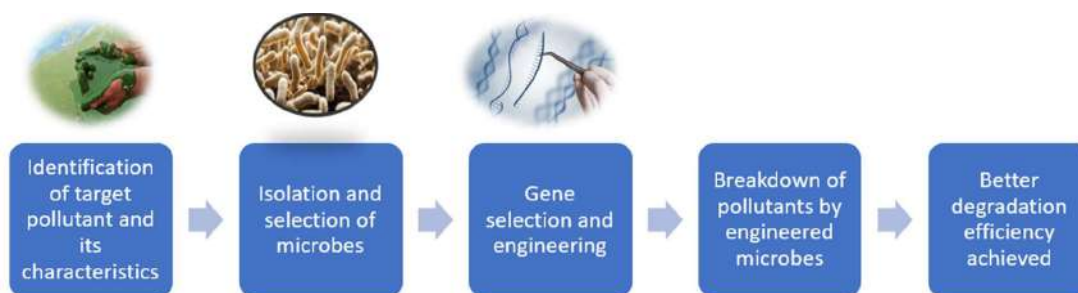 Identification
of target
pollutant and
its
characteristics
Isolation and
selection of
microbes
Gene
selection and
engineering
Breakdown of
pollutants by
engineered
microbes
Better
degradation
efficiency
achieved